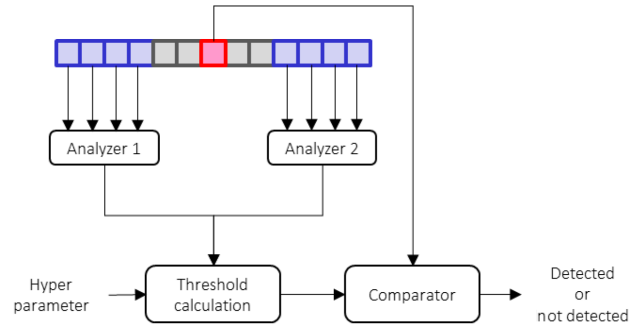 Analyzer 1
Analyzer 2
Hyper
parameter
Threshold
calculation
Comparator
Detected
or
not detected